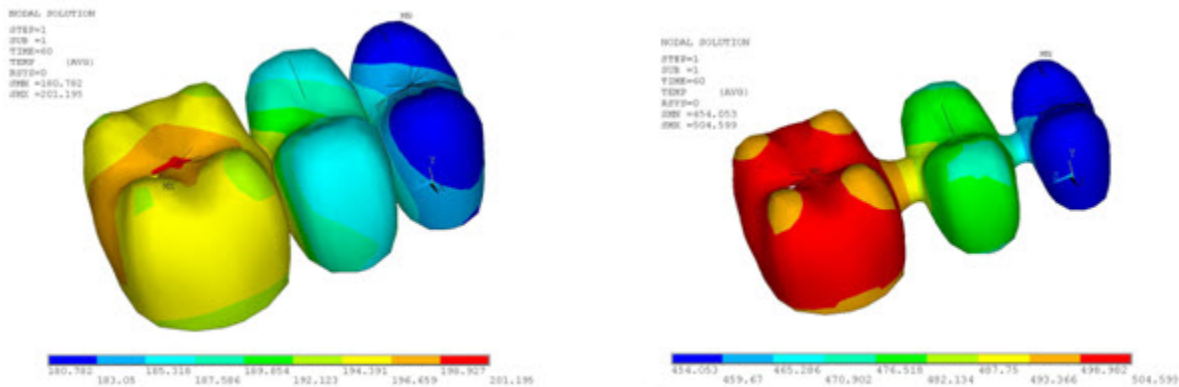 NODAL SOLUTION
STEP=1
SUB =1
TIME=60
TEMP (AVG)
RSYS=0
SMN =180.782
SMX =201.195
MN
MX
180.782 185.318 189.854 194.391 198.927
183.05 187.586 192.123 196.659 201.195
NODAL SOLUTION
STEP=1
SUB =1
TIME=60
TEMP (AVG)
RSYS=0
SMN =454.053
SMX =504.599
MN
454.053 465.286 476.518 487.75 498.982
459.67 470.902 482.134 493.366 504.599